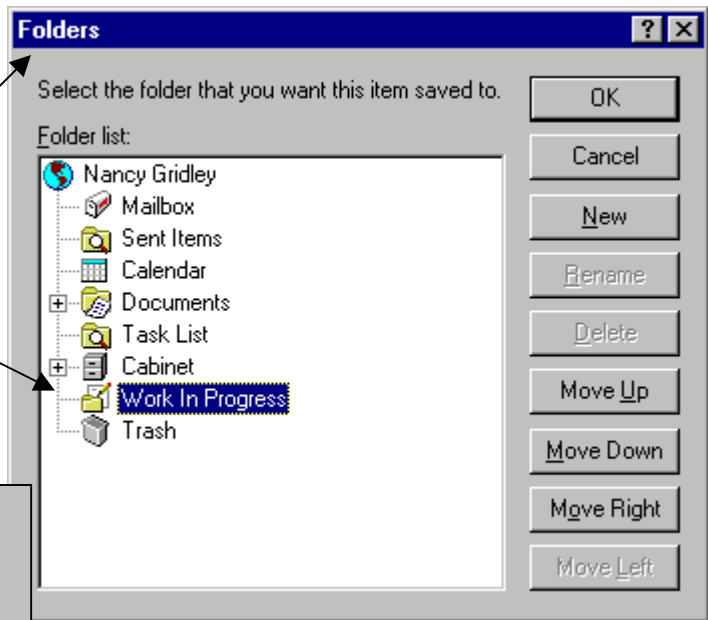 Folders
Select the folder that you want this item saved to.
Folder list:
Nancy Gridley
Mailbox
Sent Items
Calendar
Documents
Task List
Cabinet
Work In Progress
Trash
OK
Cancel
New
Rename
Delete
Move Up
Move Down
Move Right
Move Left